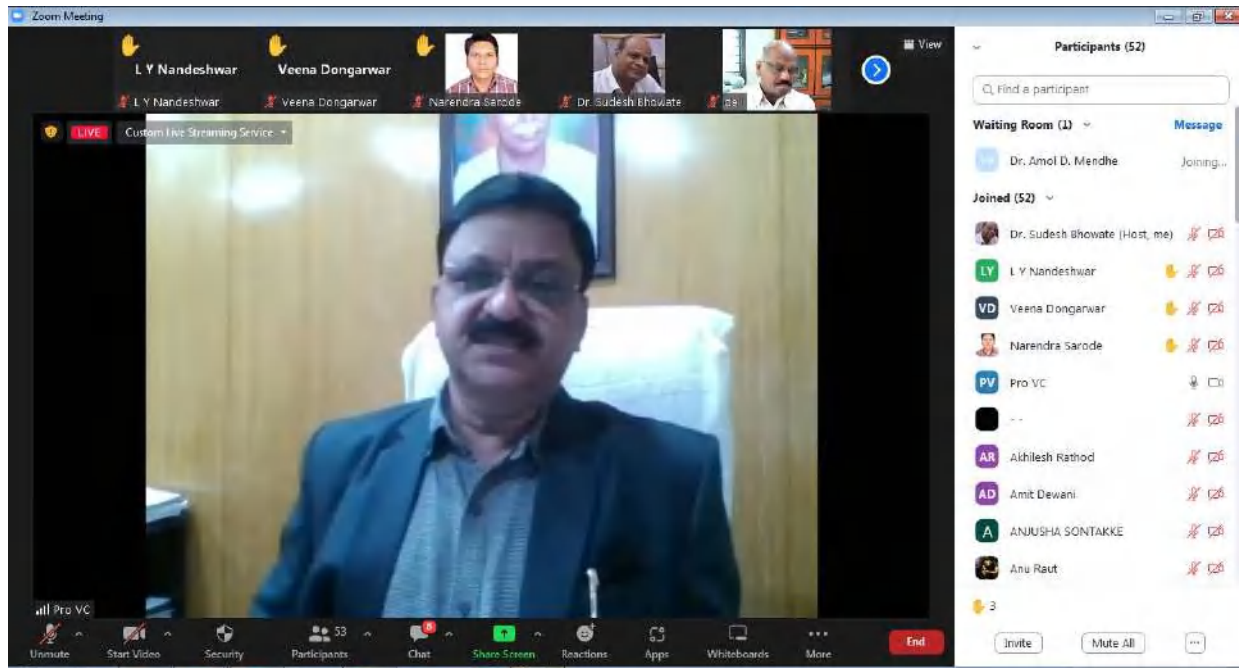 Zoom Meeting
L Y Nandeshwar
Veena Dongarwar
View
L Y Nandeshwar
Veena Dongarwar
Narendra Sarode
Dr. Sudesh Bhowate
LIVE
Custom Live Streaming Service
Pro VC
Unmute
Start Video
Security
53
Participants
8
Chat
Share Screen
Reactions
Apps
Whiteboards
More
End
Participants (52)
Find a participant
Waiting Room (1)
Message
Dr. Amol D. Mendhe
Joining...
Joined (52)
Dr. Sudesh Bhowate (Host, me)
LY
L Y Nandeshwar
VD
Veena Dongarwar
Narendra Sarode
PV
Pro VC
- -
AR
Akhilesh Rathod
AD
Amit Dewani
A
ANJUSHA SONTAKKE
Anu Raut
3
Invite
Mute All
...